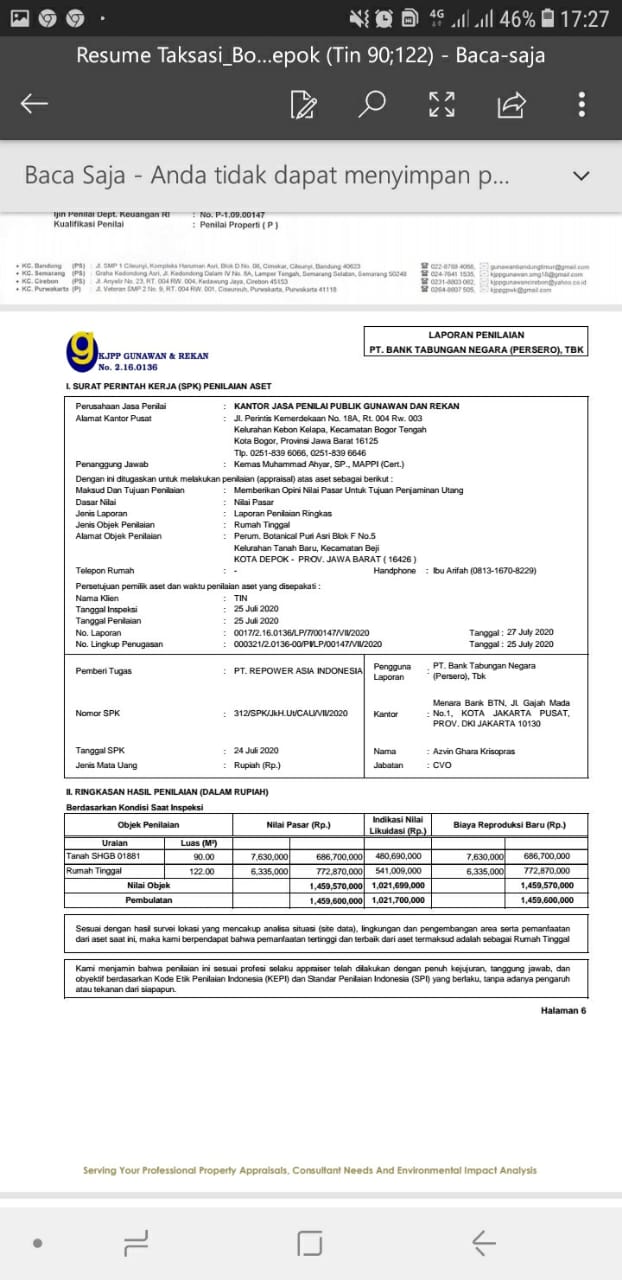 4G 46% 17:27
Resume Taksasi_Bo...epok (Tin 90;122) - Baca-saja
Baca Saja - Anda tidak dapat menyimpan p...
Ijin Penilai Dept. Keuangan RI : No. P-1.09.00147
Kualifikasi Penilai : Penilai Properti ( P )
• KC. Bandung (PS) : Jl. SMP 1 Cileunyi, Kompleks Haruman Asri, Blok D No. 06, Cimekar, Cileunyi, Bandung 40623
• KC. Semarang (PS) : Graha Kedondong Asri, Jl. Kedondong Dalam IV No. 8A, Lamper Tengah, Semarang Selatan, Semarang 50248
024-7641 1535, kjppgunawan.smg18@gmail.com
• KC. Cirebon (PS) : Jl. Anyelir No. 23, RT. 004 RW. 004, Kedawung Jaya, Cirebon 45153
0231-8803 082, kjppgunawancirebon@yahoo.co.id
• KC. Purwakarta (P) : Jl. Veteran SMP 2 No. 9, RT. 004 RW. 001, Ciseureuh, Purwakarta, Purwakarta 41118
kjppgpwk@gmail.com
9 KJPP GUNAWAN & REKAN
No. 2.16.0136
LAPORAN PENILAIAN
PT. BANK TABUNGAN NEGARA (PERSERO), TBK
I. SURAT PERINTAH KERJA (SPK) PENILAIAN ASET
Perusahaan Jasa Penilai : KANTOR JASA PENILAI PUBLIK GUNAWAN DAN REKAN
Alamat Kantor Pusat : Jl. Perintis Kemerdekaan No. 18A, Rt. 004 Rw. 003
Kelurahan Kebon Kelapa, Kecamatan Bogor Tengah
Kota Bogor, Provinsi Jawa Barat 16125
Tlp. 0251-839 6066, 0251-839 6646
Penanggung Jawab : Kemas Muhammad Ahyar, SP., MAPPI (Cert.)
Dengan ini ditugaskan untuk melakukan penilaian (appraisal) atas aset sebagai berikut :
Maksud Dan Tujuan Penilaian : Memberikan Opini Nilai Pasar Untuk Tujuan Penjaminan Utang
Dasar Nilai : Nilai Pasar
Jenis Laporan : Laporan Penilaian Ringkas
Jenis Objek Penilaian : Rumah Tinggal
Alamat Objek Penilaian : Perum. Botanical Puri Asri Blok F No.5
Kelurahan Tanah Baru, Kecamatan Beji
KOTA DEPOK - PROV. JAWA BARAT ( 16426 )
Telepon Rumah : - Handphone : Ibu Arifah (0813-1670-8229)
Persetujuan pemilik aset dan waktu penilaian aset yang disepakati :
Nama Klien : TIN
Tanggal Inspeksi : 25 Juli 2020
Tanggal Penilaian : 25 Juli 2020
No. Laporan : 0017/2.16.0136/LP/7/00147/VII/2020 Tanggal : 27 July 2020
No. Lingkup Penugasan : 000321/2.0136-00/PI/LP/00147/VII/2020 Tanggal : 25 July 2020
Pemberi Tugas : PT. REPOWER ASIA INDONESIA
Pengguna Laporan : PT. Bank Tabungan Negara (Persero), Tbk
Nomor SPK : 312/SPK/JkH.Ut/CAU/VII/2020
Kantor : Menara Bank BTN, Jl. Gajah Mada
No.1, KOTA JAKARTA PUSAT,
PROV. DKI JAKARTA 10130
Tanggal SPK : 24 Juli 2020 Nama : Azvin Ghara Krisopras
Jenis Mata Uang : Rupiah (Rp.) Jabatan : CVO
II. RINGKASAN HASIL PENILAIAN (DALAM RUPIAH)
Berdasarkan Kondisi Saat Inspeksi
Objek Penilaian Nilai Pasar (Rp.) Indikasi Nilai Likuidasi (Rp.) Biaya Reproduksi Baru (Rp.)
Uraian Luas (M²)
Tanah SHGB 01881 90.00 7,630,000 686,700,000 480,690,000 7,630,000 686,700,000
Rumah Tinggal 122.00 6,335,000 772,870,000 541,009,000 6,335,000 772,870,000
Nilai Objek 1,459,570,000 1,021,699,000 1,459,570,000
Pembulatan 1,459,600,000 1,021,700,000 1,459,600,000
Sesuai dengan hasil survei lokasi yang mencakup analisa situasi (site data), lingkungan dan pengembangan area serta pemanfaatan
dari aset saat ini, maka kami berpendapat bahwa pemanfaatan tertinggi dan terbaik dari aset termaksud adalah sebagai Rumah Tinggal
Kami menjamin bahwa penilaian ini sesuai profesi selaku appraiser telah dilakukan dengan penuh kejujuran, tanggung jawab, dan
obyektif berdasarkan Kode Etik Penilaian Indonesia (KEPI) dan Standar Penilaian Indonesia (SPI) yang berlaku, tanpa adanya pengaruh
atau tekanan dari siapapun.
Halaman 6
Serving Your Professional Property Appraisals, Consultant Needs And Environmental Impact Analysis